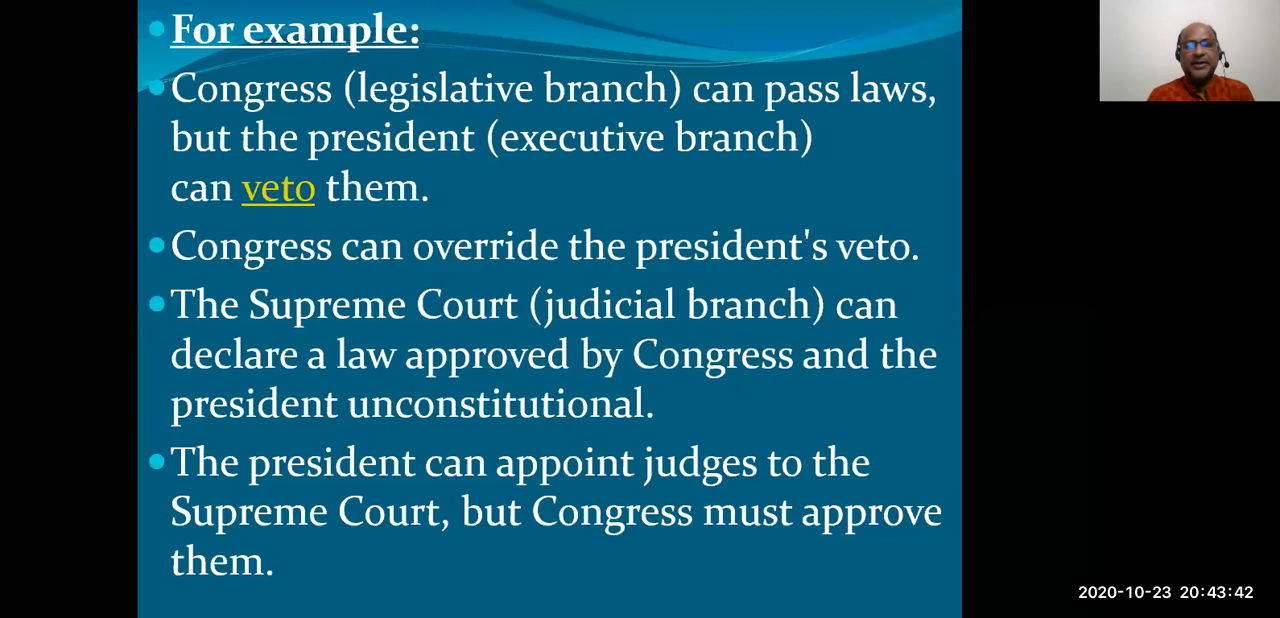 For example:
Congress (legislative branch) can pass laws,
but the president (executive branch)
can veto them.
Congress can override the president's veto.
The Supreme Court (judicial branch) can
declare a law approved by Congress and the
president unconstitutional.
The president can appoint judges to the
Supreme Court, but Congress must approve
them.
2020-10-23 20:43:42